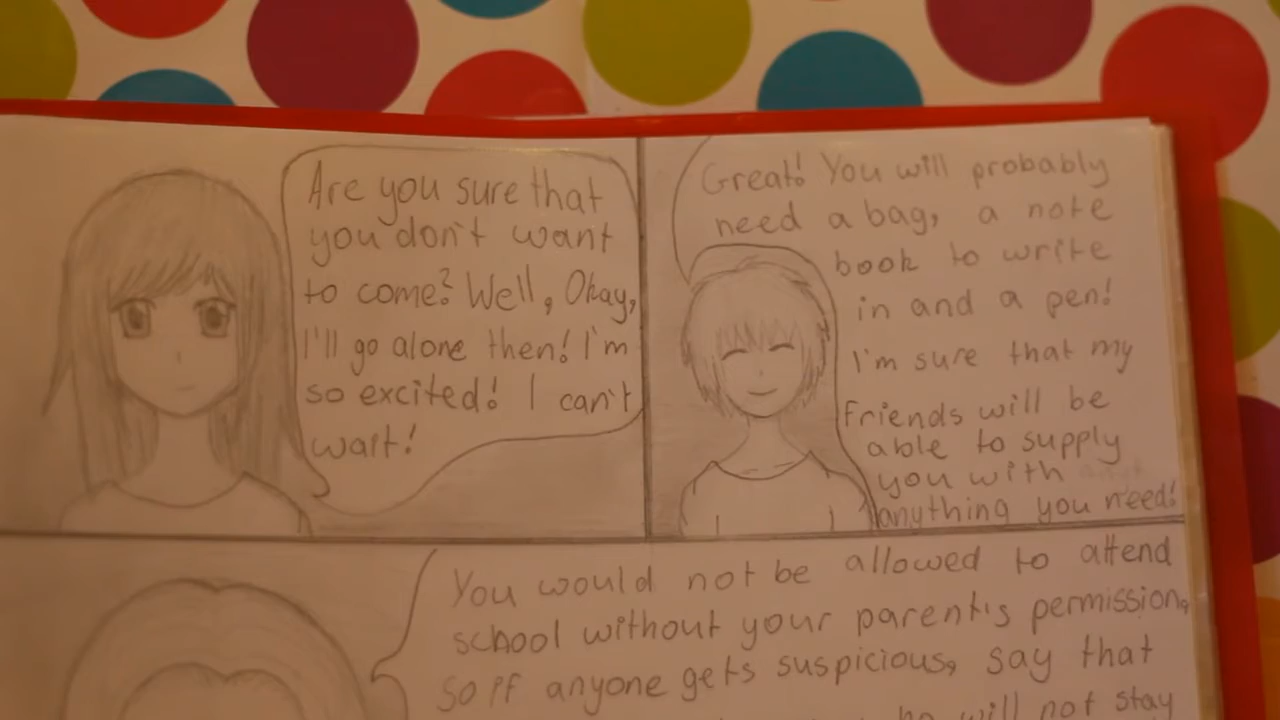 Are you sure that
you don't want
to come? Well, Okay,
I'll go alone then! I'm
so excited! I can't
wait!
Great! You will probably
need a bag, a note
book to write
in and a pen!
I'm sure that my
friends will be
able to supply
you with
anything you need!
You would not be allowed to attend
school without your parent's permission,
so if anyone gets suspicious, say that
will not stay